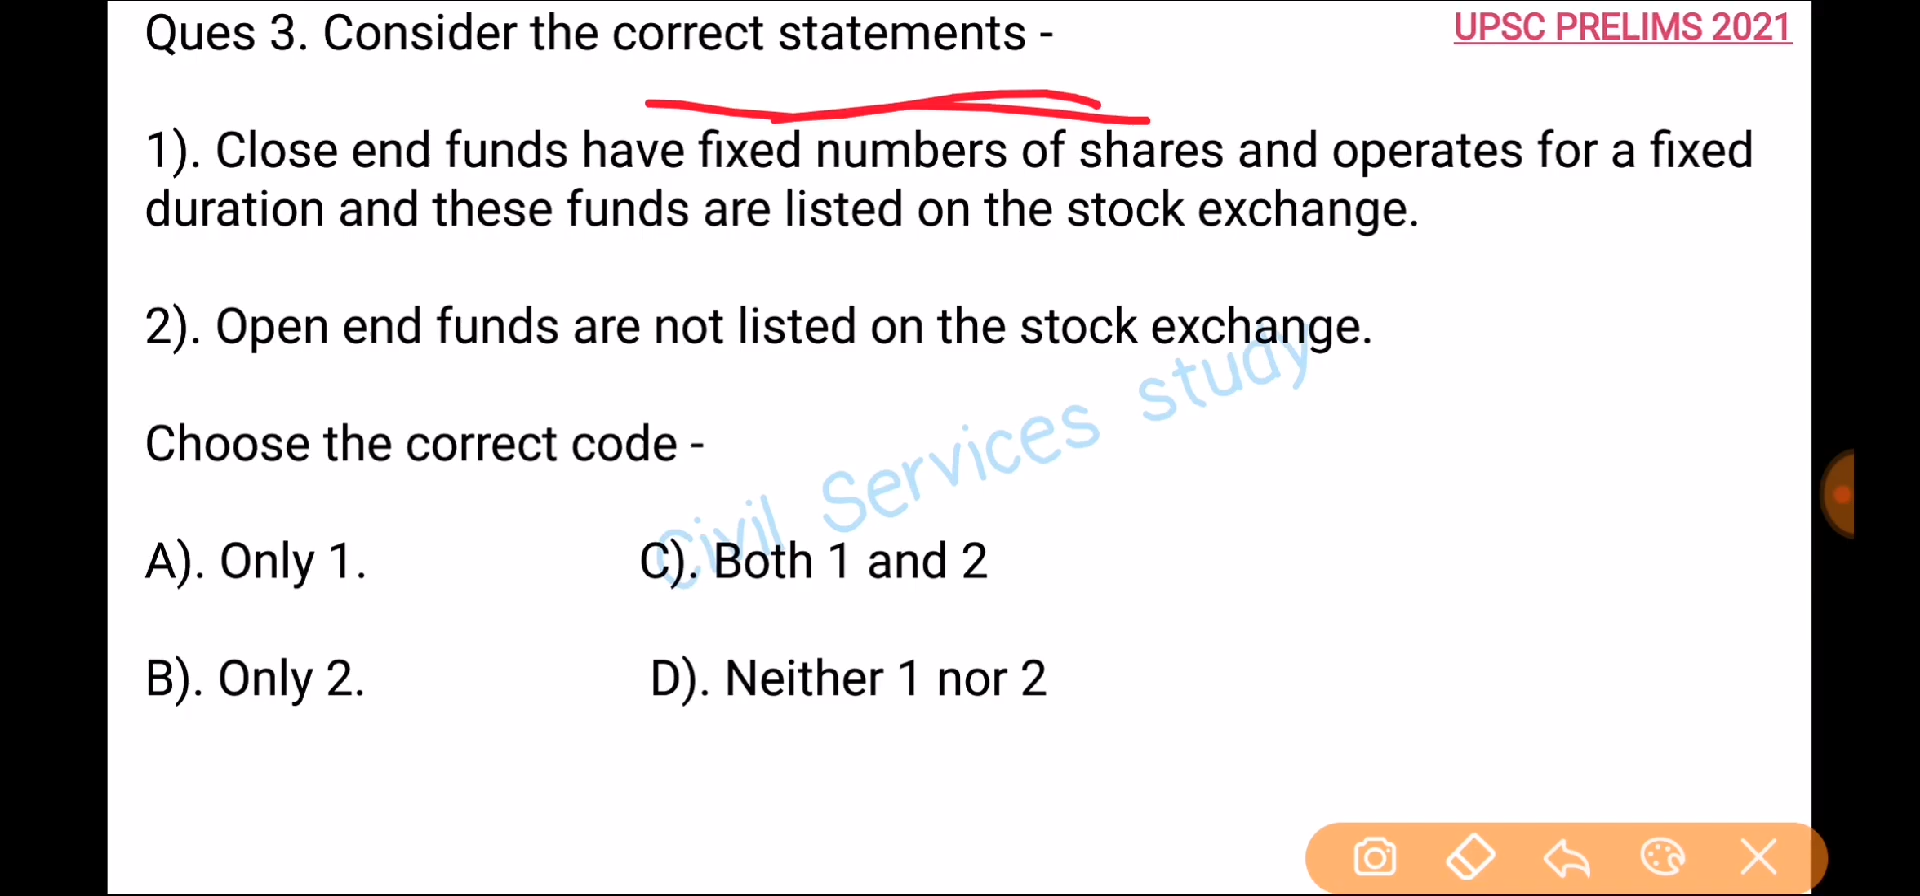 Ques 3. Consider the correct statements -
UPSC PRELIMS 2021
1). Close end funds have fixed numbers of shares and operates for a fixed
duration and these funds are listed on the stock exchange.
2). Open end funds are not listed on the stock exchange.
Choose the correct code -
Civil Services study
A). Only 1.
C). Both 1 and 2
B). Only 2.
D). Neither 1 nor 2